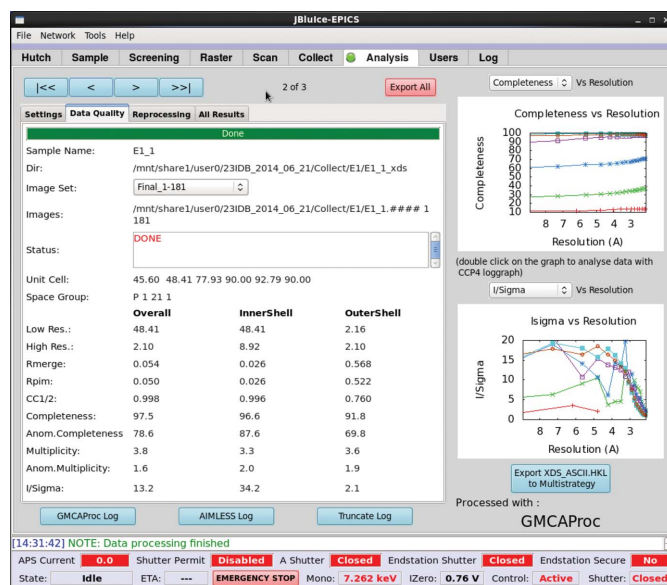 JBluIce-EPICS
File Network Tools Help
Hutch Sample Screening Raster Scan Collect Analysis Users Log
|<< < > >>| 2 of 3 Export All
Settings Data Quality Reprocessing All Results
Done
Sample Name: E1_1
Dir: /mnt/share1/user0/23IDB_2014_06_21/Collect/E1/E1_1_xds
Image Set: Final_1-181
Images: /mnt/share1/user0/23IDB_2014_06_21/Collect/E1/E1_1.#### 1
181
Status: DONE
Unit Cell: 45.60 48.41 77.93 90.00 92.79 90.00
Space Group: P 1 21 1
Overall InnerShell OuterShell
Low Res.: 48.41 48.41 2.16
High Res.: 2.10 8.92 2.10
Rmerge: 0.054 0.026 0.568
Rpim: 0.050 0.026 0.522
CC1/2: 0.998 0.996 0.760
Completeness: 97.5 96.6 91.8
Anom.Completeness 78.6 87.6 69.8
Multiplicity: 3.8 3.3 3.6
Anom.Multiplicity: 1.6 2.0 1.9
I/Sigma: 13.2 34.2 2.1
GMCAProc Log AIMLESS Log Truncate Log
Completeness Vs Resolution
Completeness vs Resolution
Completeness
100
90
80
70
60
50
40
30
20
10
8 7 6 5 4 3
Resolution (A)
(double click on the graph to analyse data with
CCP4 loggraph)
I/Sigma Vs Resolution
Isigma vs Resolution
I/Sigma
20
15
10
5
0
8 7 6 5 4 3
Resolution (A)
Export XDS_ASCII.HKL
to Multistrategy
Processed with :
GMCAProc
[14:31:42] NOTE: Data processing finished
APS Current 0.0 Shutter Permit Disabled A Shutter Closed Endstation Shutter Closed Endstation Secure No
State: Idle ETA: --- EMERGENCY STOP Mono: 7.262 keV IZero: 0.76 V Control: Active Shutter: Closed